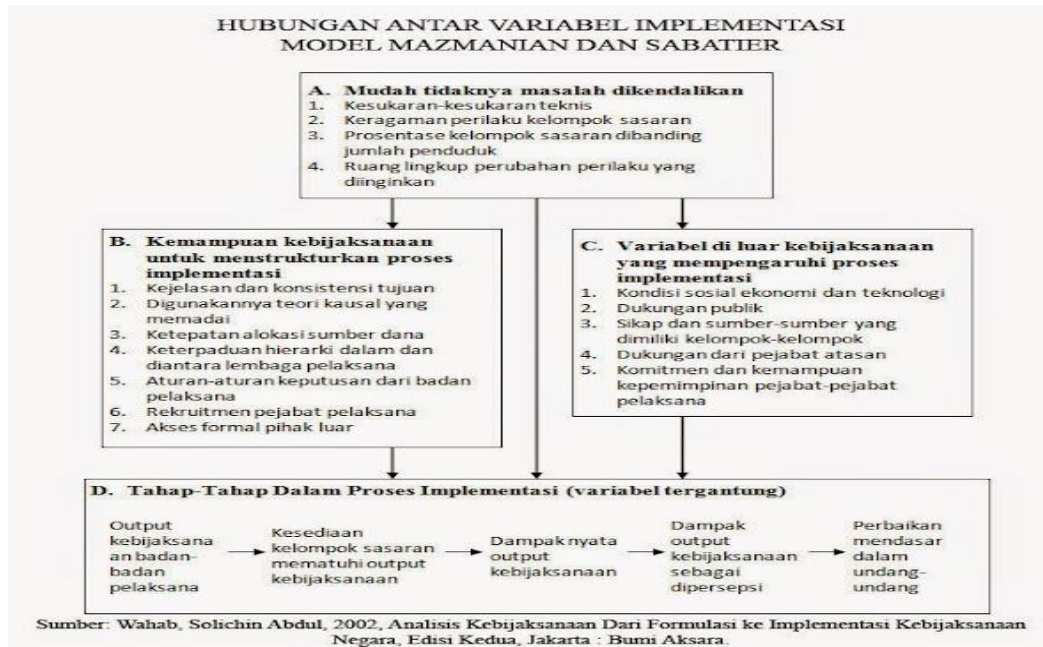 HUBUNGAN ANTAR VARIABEL IMPLEMENTASI
MODEL MAZMANIAN DAN SABATIER
A. Mudah tidaknya masalah dikendalikan
1. Kesukaran-kesukaran teknis
2. Keragaman perilaku kelompok sasaran
3. Prosentase kelompok sasaran dibanding
jumlah penduduk
4. Ruang lingkup perubahan perilaku yang
diinginkan
B. Kemampuan kebijaksanaan
untuk menstrukturkan proses
implementasi
1. Kejelasan dan konsistensi tujuan
2. Digunakannya teori kausal yang
memadai
3. Ketepatan alokasi sumber dana
4. Keterpaduan hierarki dalam dan
diantara lembaga pelaksana
5. Aturan-aturan keputusan dari badan
pelaksana
6. Rekruitmen pejabat pelaksana
7. Akses formal pihak luar
C. Variabel di luar kebijaksanaan
yang mempengaruhi proses
implementasi
1. Kondisi sosial ekonomi dan teknologi
2. Dukungan publik
3. Sikap dan sumber-sumber yang
dimiliki kelompok-kelompok
4. Dukungan dari pejabat atasan
5. Komitmen dan kemampuan
kepemimpinan pejabat-pejabat
pelaksana
D. Tahap-Tahap Dalam Proses Implementasi (variabel tergantung)
Output
kebijaksana
an badan-
badan
pelaksana
Kesediaan
kelompok sasaran
mematuhi output
kebijaksanaan
Dampak nyata
output
kebijaksanaan
Dampak
output
kebijaksanaan
sebagai
dipersepsi
Perbaikan
mendasar
dalam
undang-
undang
Sumber: Wahab, Solichin Abdul, 2002, Analisis Kebijaksanaan Dari Formulasi ke Implementasi Kebijaksanaan
Negara, Edisi Kedua, Jakarta : Bumi Aksara.